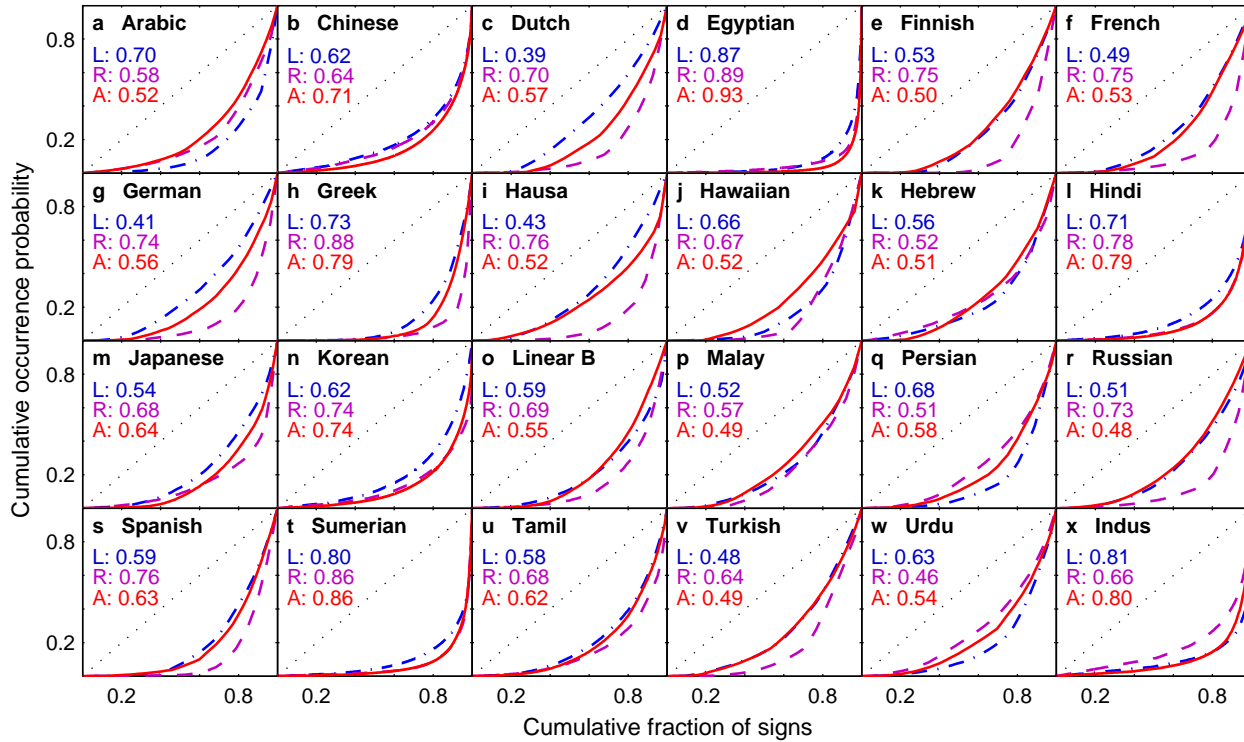 Cumulative occurrence probability
0.8
0.2
a Arabic
L: 0.70
R: 0.58
A: 0.52
b Chinese
L: 0.62
R: 0.64
A: 0.71
c Dutch
L: 0.39
R: 0.70
A: 0.57
d Egyptian
L: 0.87
R: 0.89
A: 0.93
e Finnish
L: 0.53
R: 0.75
A: 0.50
f French
L: 0.49
R: 0.75
A: 0.53
0.8
0.2
g German
L: 0.41
R: 0.74
A: 0.56
h Greek
L: 0.73
R: 0.88
A: 0.79
i Hausa
L: 0.43
R: 0.76
A: 0.52
j Hawaiian
L: 0.66
R: 0.67
A: 0.52
k Hebrew
L: 0.56
R: 0.52
A: 0.51
l Hindi
L: 0.71
R: 0.78
A: 0.79
0.8
0.2
m Japanese
L: 0.54
R: 0.68
A: 0.64
n Korean
L: 0.62
R: 0.74
A: 0.74
o Linear B
L: 0.59
R: 0.69
A: 0.55
p Malay
L: 0.52
R: 0.57
A: 0.49
q Persian
L: 0.68
R: 0.51
A: 0.58
r Russian
L: 0.51
R: 0.73
A: 0.48
0.8
0.2
s Spanish
L: 0.59
R: 0.76
A: 0.63
t Sumerian
L: 0.80
R: 0.86
A: 0.86
u Tamil
L: 0.58
R: 0.68
A: 0.62
v Turkish
L: 0.48
R: 0.64
A: 0.49
w Urdu
L: 0.63
R: 0.46
A: 0.54
x Indus
L: 0.81
R: 0.66
A: 0.80
0.2 0.8 0.2 0.8 0.2 0.8 0.2 0.8 0.2 0.8 0.2 0.8
Cumulative fraction of signs